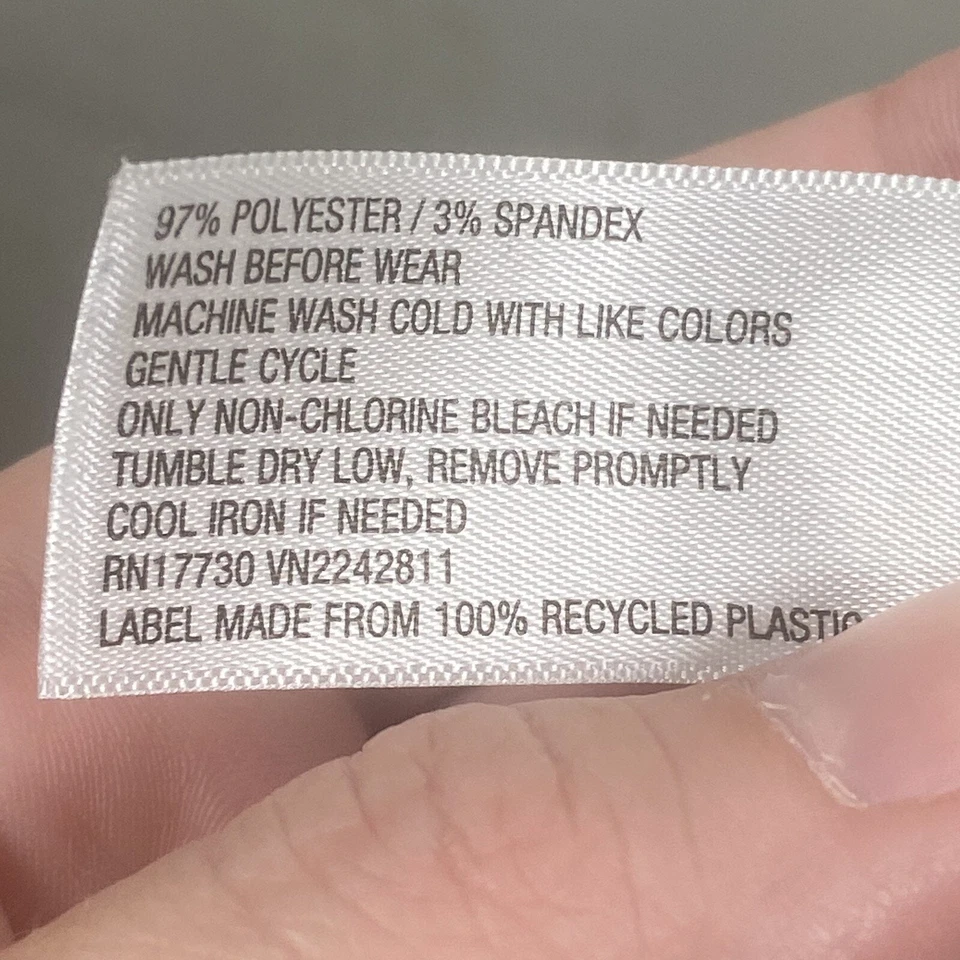 97% POLYESTER / 3% SPANDEX
WASH BEFORE WEAR
MACHINE WASH COLD WITH LIKE COLORS
GENTLE CYCLE
ONLY NON-CHLORINE BLEACH IF NEEDED
TUMBLE DRY LOW, REMOVE PROMPTLY
COOL IRON IF NEEDED
RN17730 VN2242811
LABEL MADE FROM 100% RECYCLED PLASTIC